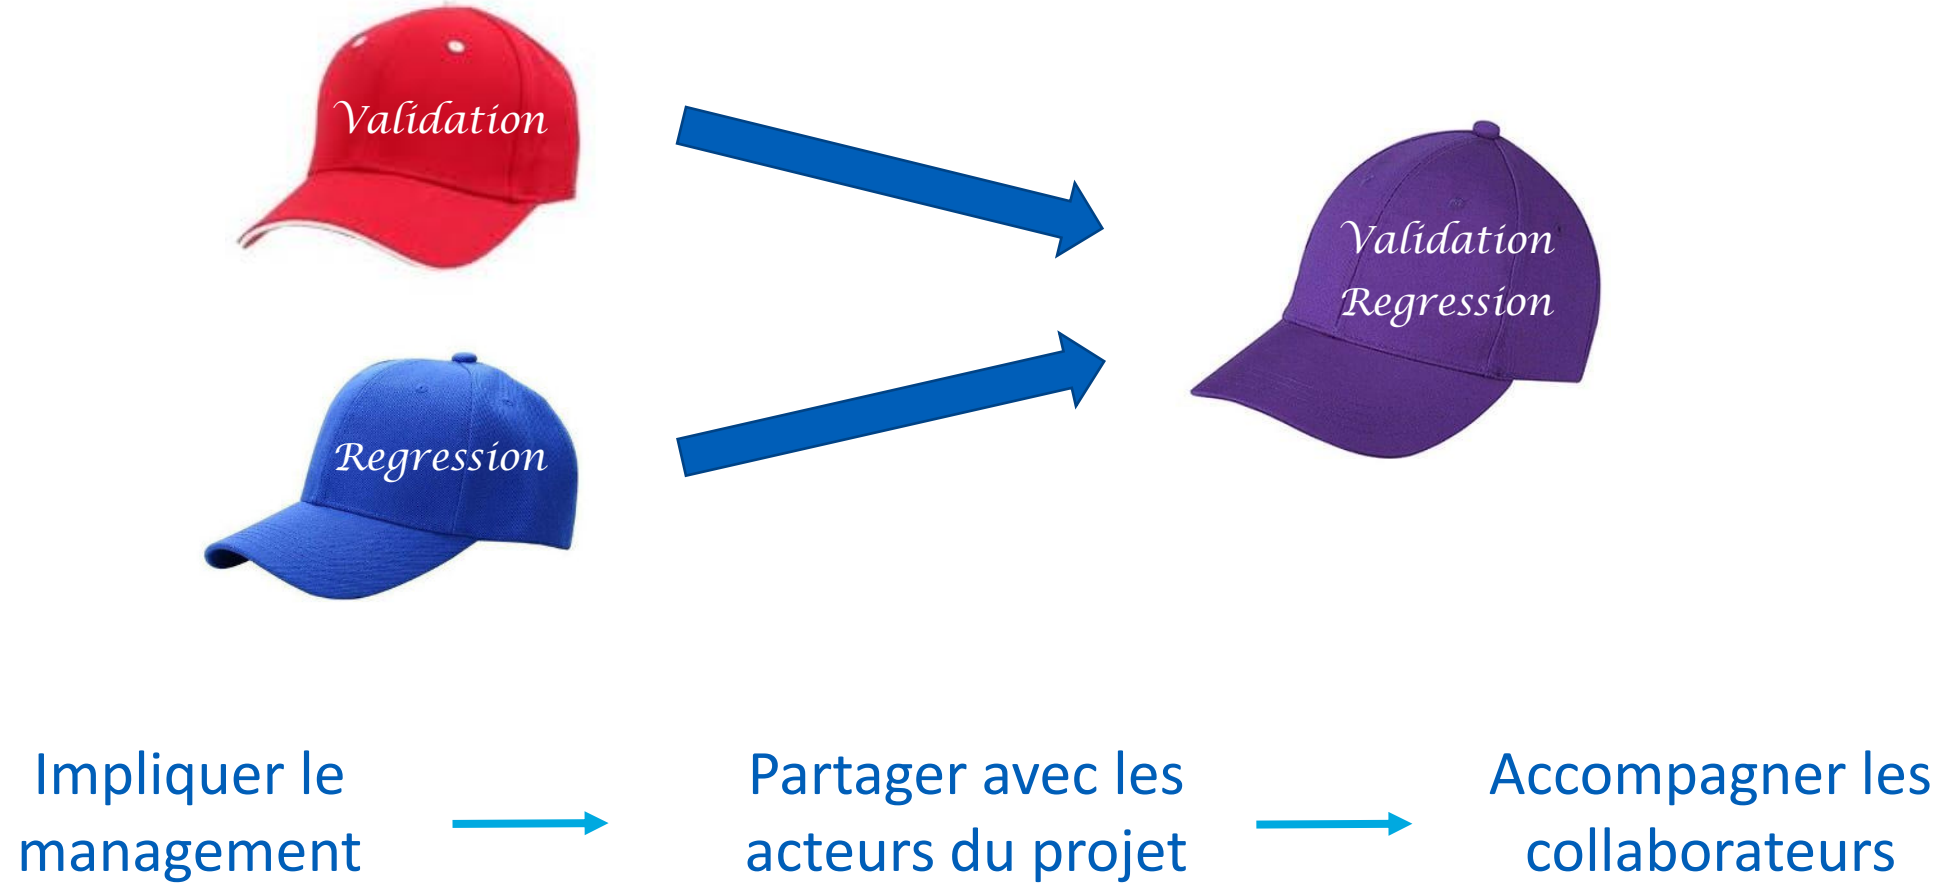 Validation
Regression
Validation
Regression
Impliquer le
management
Partager avec les
acteurs du projet
Accompagner les
collaborateurs